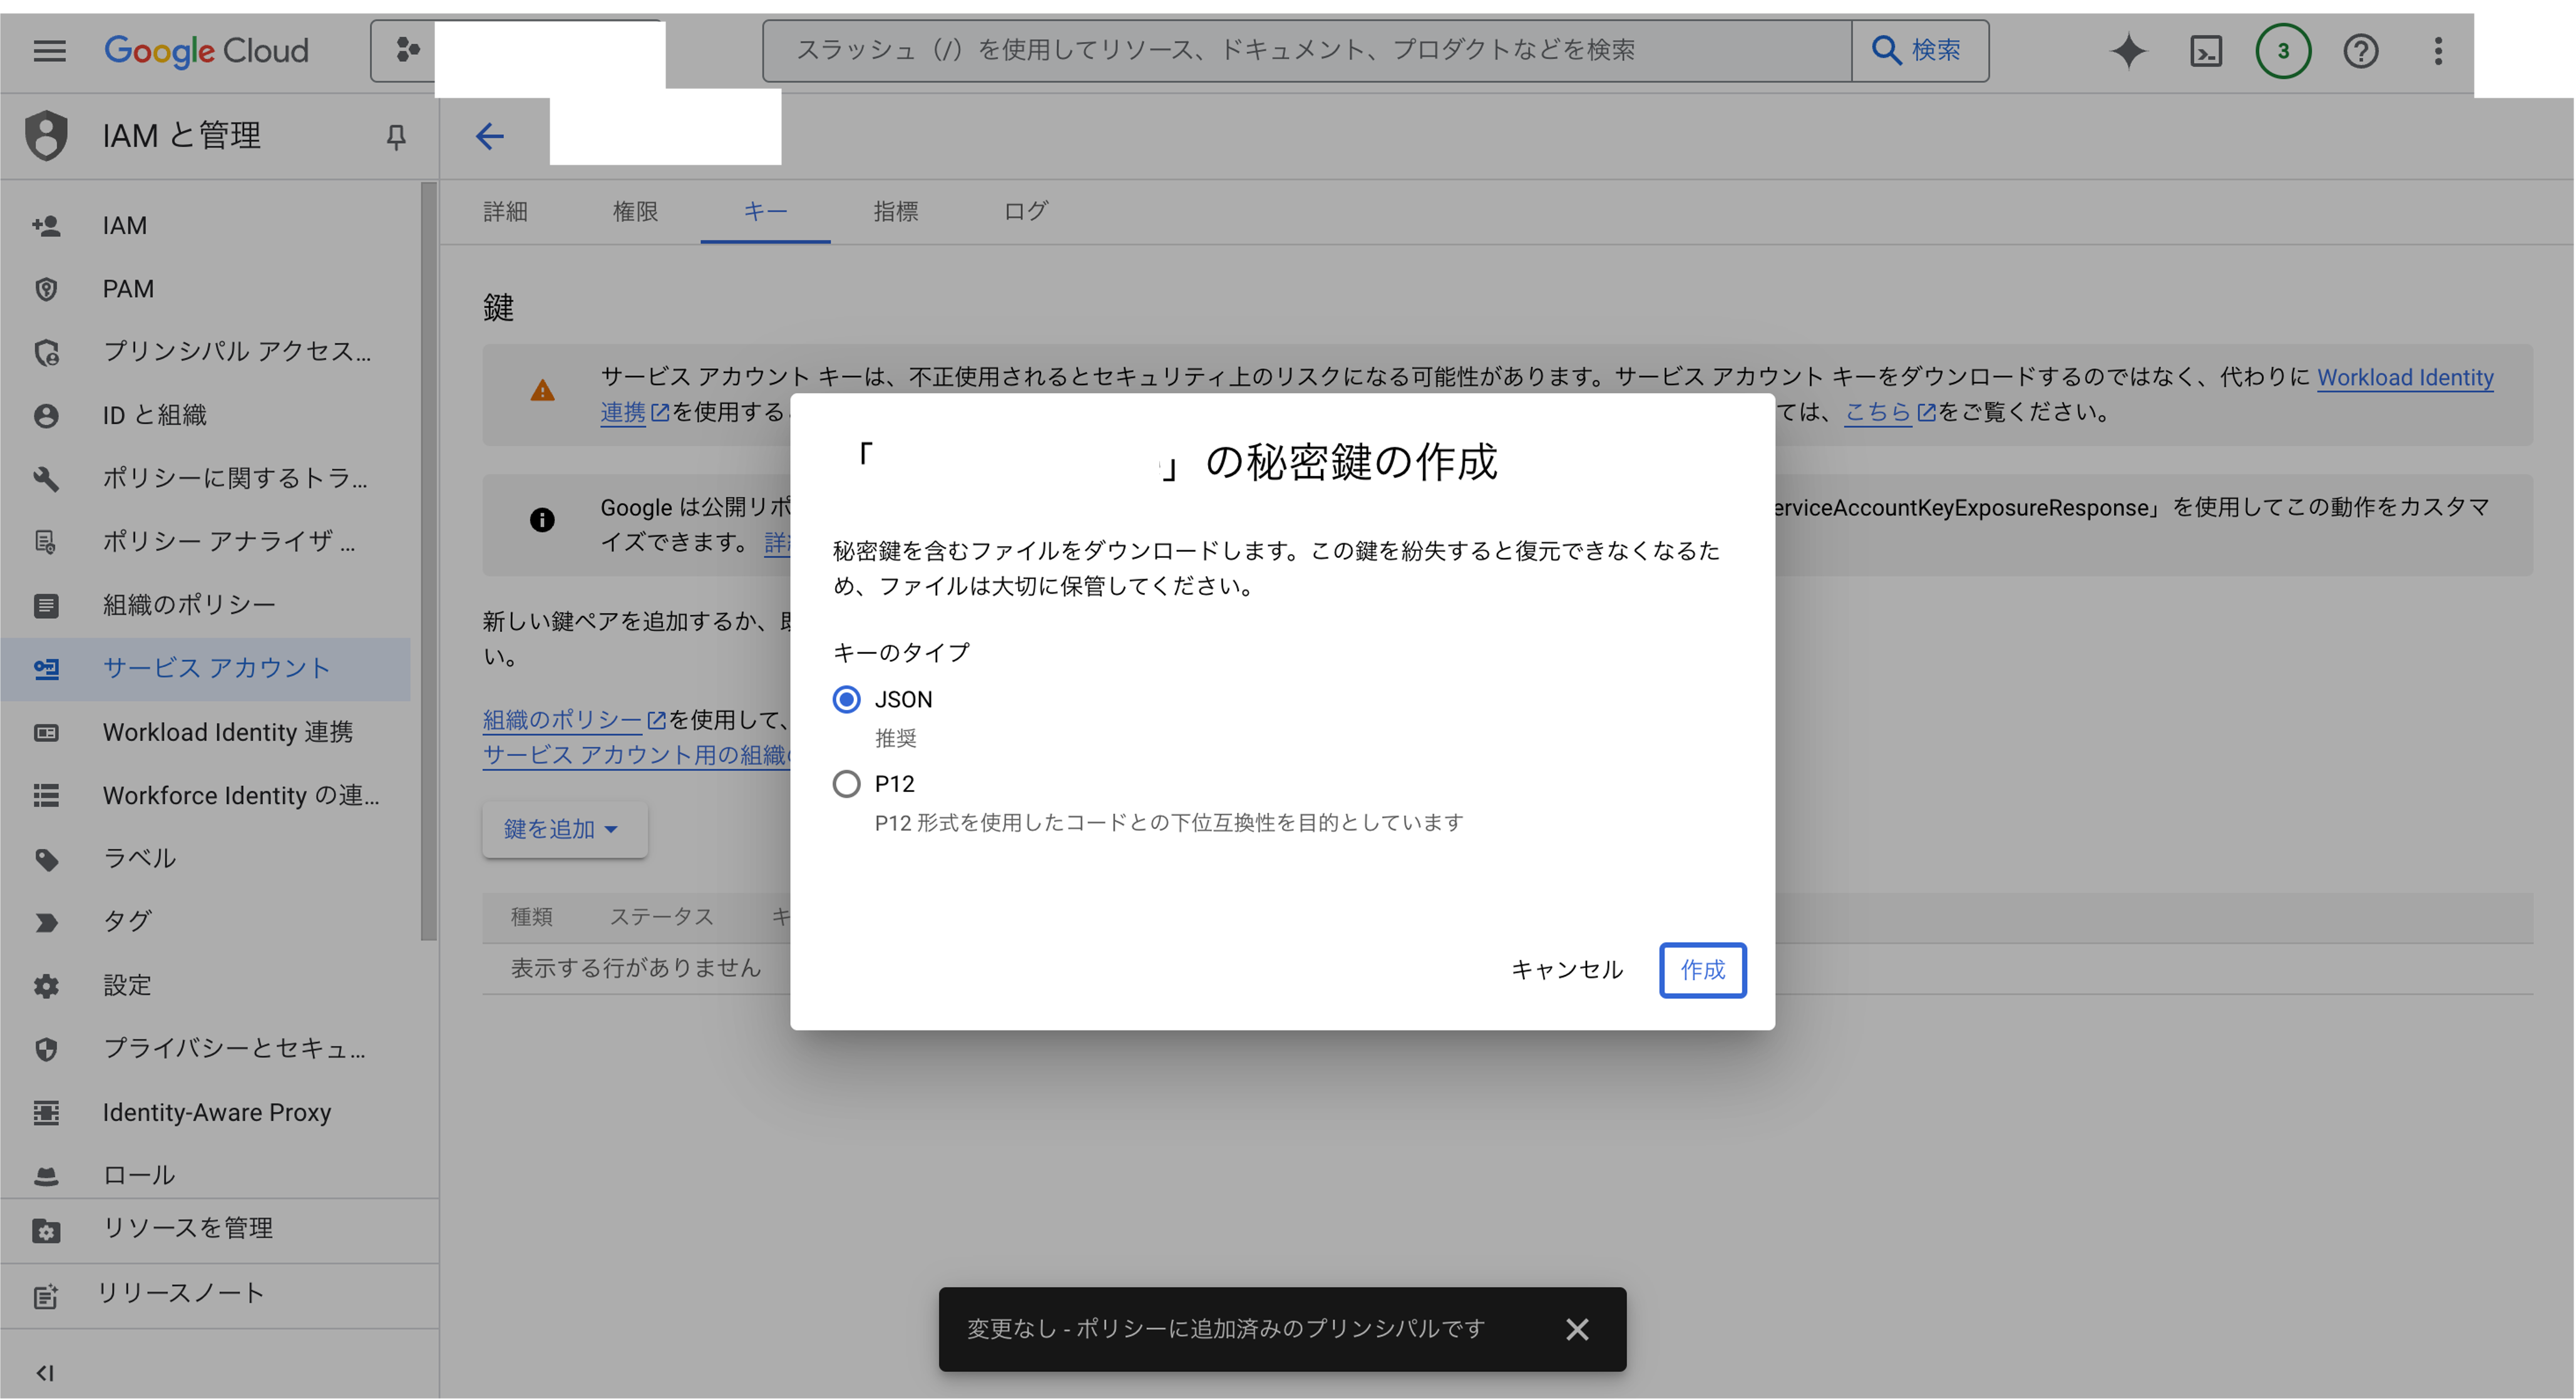 Google Cloud
スラッシュ（/）を使用してリソース、ドキュメント、プロダクトなどを検索
検索
3
IAM と管理
IAM
PAM
プリンシパル アクセス...
ID と組織
ポリシーに関するトラ...
ポリシー アナライザ ...
組織のポリシー
サービス アカウント
Workload Identity 連携
Workforce Identity の連...
ラベル
タグ
設定
プライバシーとセキュ...
Identity-Aware Proxy
ロール
リソースを管理
リリースノート
詳細 権限 キー 指標 ログ
鍵
サービス アカウント キーは、不正使用されるとセキュリティ上のリスクになる可能性があります。サービス アカウント キーをダウンロードするのではなく、代わりに Workload Identity
連携を使用する ては、こちらをご覧ください。
Google は公開リポ erviceAccountKeyExposureResponse」を使用してこの動作をカスタマ
イズできます。
新しい鍵ペアを追加するか、
い。
組織のポリシーを使用して、
サービス アカウント用の組織
鍵を追加
種類 ステータス キ
表示する行がありません
「 」の秘密鍵の作成
秘密鍵を含むファイルをダウンロードします。この鍵を紛失すると復元できなくなるた
め、ファイルは大切に保管してください。
キーのタイプ
JSON
推奨
P12
P12 形式を使用したコードとの下位互換性を目的としています
キャンセル 作成
変更なし - ポリシーに追加済みのプリンシパルです